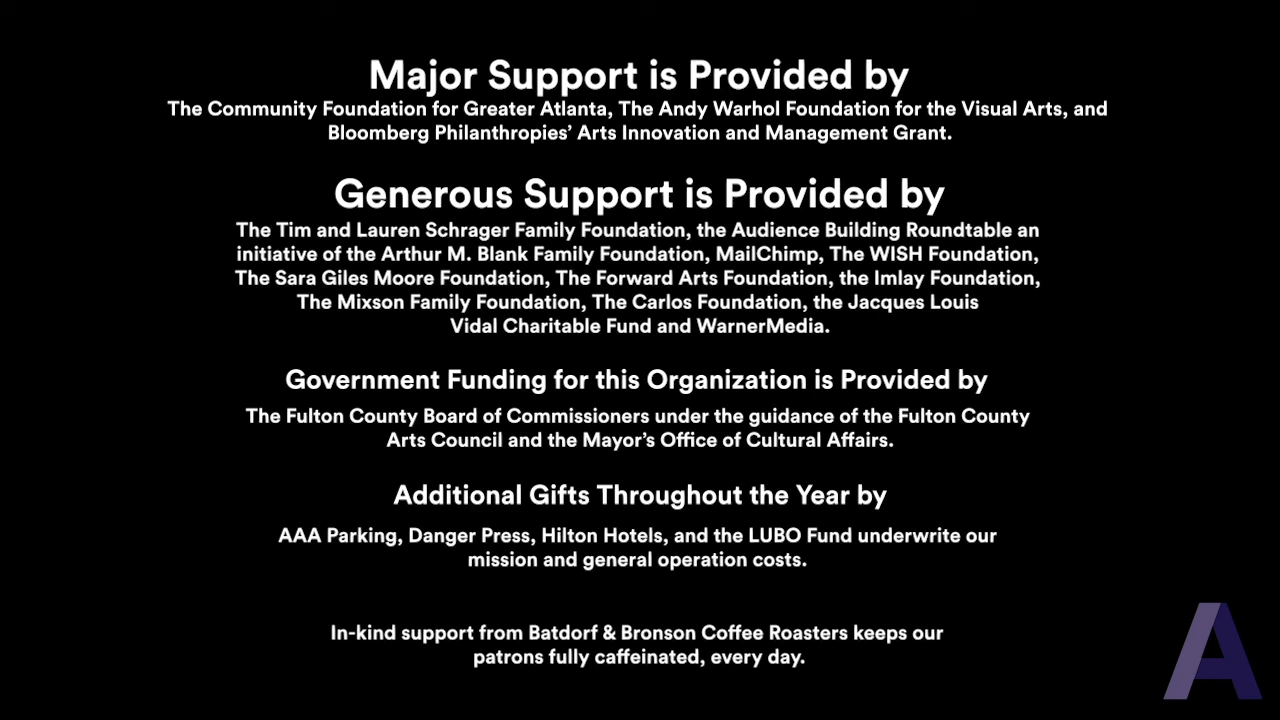 Major Support is Provided by
The Community Foundation for Greater Atlanta, The Andy Warhol Foundation for the Visual Arts, and
Bloomberg Philanthropies’ Arts Innovation and Management Grant.
Generous Support is Provided by
The Tim and Lauren Schrager Family Foundation, the Audience Building Roundtable an
initiative of the Arthur M. Blank Family Foundation, MailChimp, The WISH Foundation,
The Sara Giles Moore Foundation, The Forward Arts Foundation, the Imlay Foundation,
The Mixson Family Foundation, The Carlos Foundation, the Jacques Louis
Vidal Charitable Fund and WarnerMedia.
Government Funding for this Organization is Provided by
The Fulton County Board of Commissioners under the guidance of the Fulton County
Arts Council and the Mayor’s Office of Cultural Affairs.
Additional Gifts Throughout the Year by
AAA Parking, Danger Press, Hilton Hotels, and the LUBO Fund underwrite our
mission and general operation costs.
In-kind support from Batdorf & Bronson Coffee Roasters keeps our
patrons fully caffeinated, every day.
A